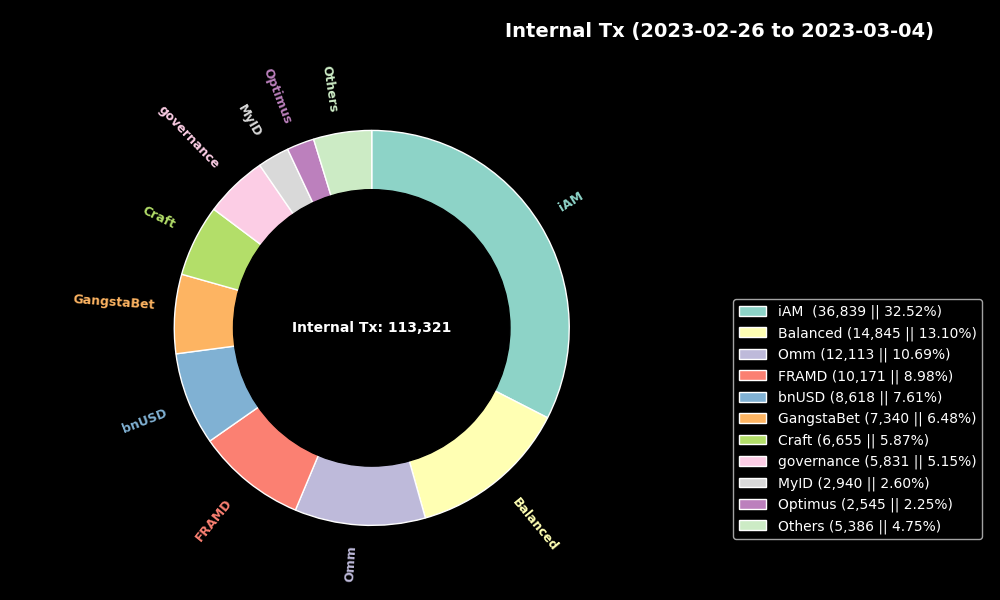 Internal Tx (2023-02-26 to 2023-03-04)
Others
Optimus
MyID
governance
iAM
Craft
GangstaBet
Internal Tx: 113,321
bnUSD
FRAMD
Balanced
Omm
iAM  (36,839 || 32.52%)
Balanced (14,845 || 13.10%)
Omm (12,113 || 10.69%)
FRAMD (10,171 || 8.98%)
bnUSD (8,618 || 7.61%)
GangstaBet (7,340 || 6.48%)
Craft (6,655 || 5.87%)
governance (5,831 || 5.15%)
MyID (2,940 || 2.60%)
Optimus (2,545 || 2.25%)
Others (5,386 || 4.75%)